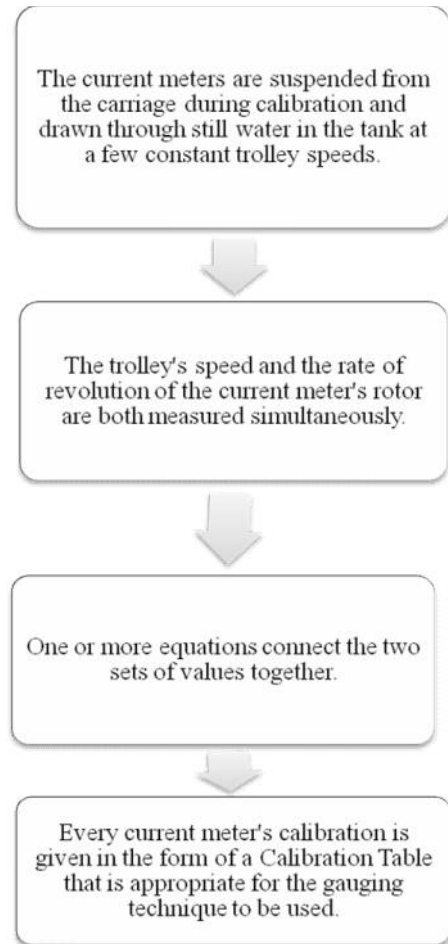 The current meters are suspended from
the carriage during calibration and
drawn through still water in the tank at
a few constant trolley speeds.
The trolley's speed and the rate of
revolution of the current meter's rotor
are both measured simultaneously.
One or more equations connect the two
sets of values together.
Every current meter's calibration is
given in the form of a Calibration Table
that is appropriate for the gauging
technique to be used.